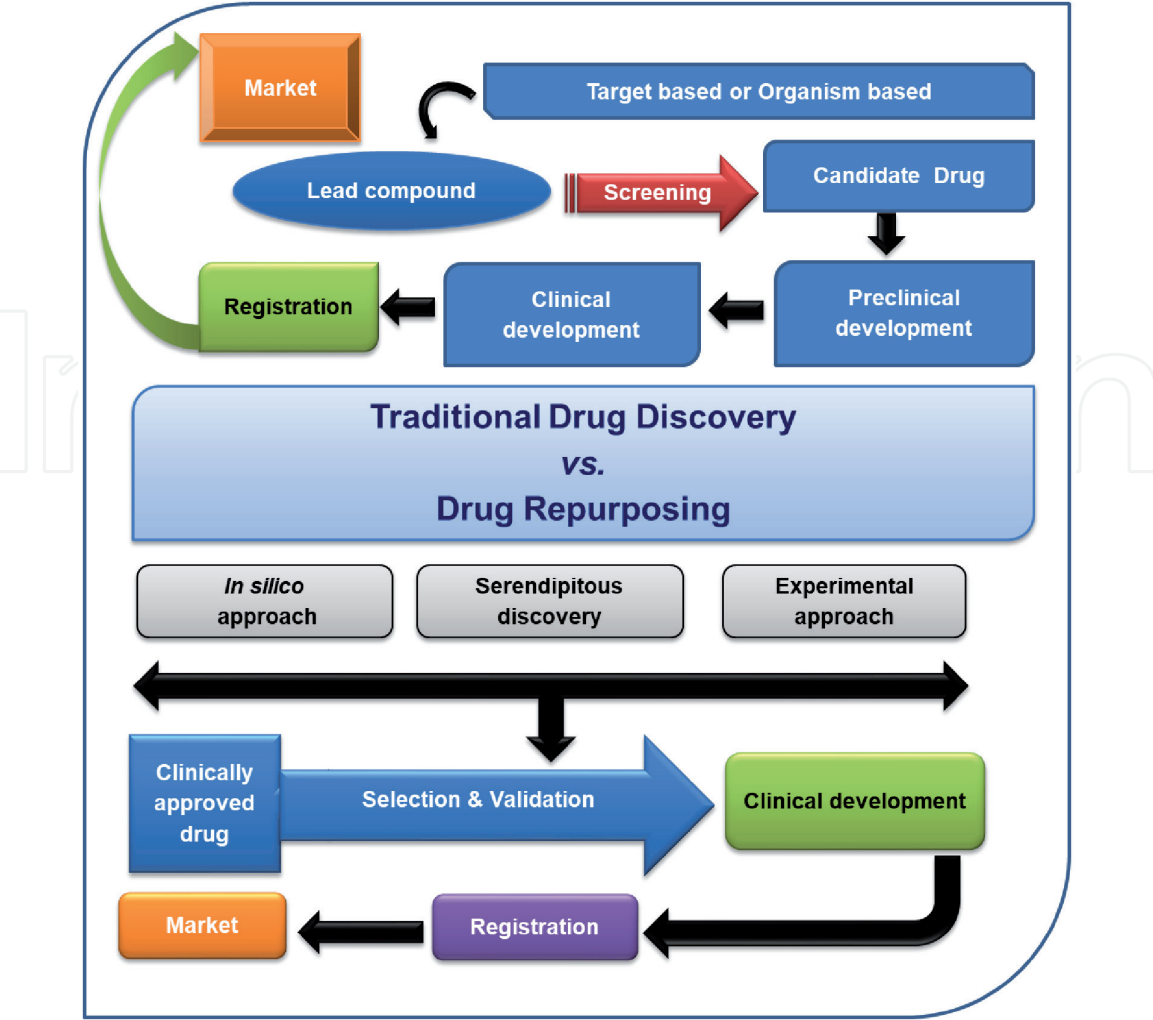 Market
Target based or Organism based
Lead compound
Screening
Candidate Drug
Registration
Clinical
development
Preclinical
development
Traditional Drug Discovery
vs.
Drug Repurposing
In silico
approach
Serendipitous
discovery
Experimental
approach
Clinically
approved
drug
Selection & Validation
Clinical development
Market
Registration